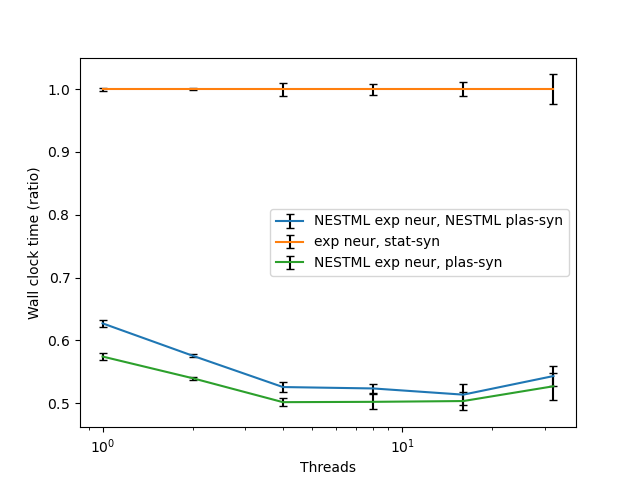 1.0
0.9
0.8
0.7
0.6
0.5
Wall clock time (ratio)
NESTML exp neur, NESTML plas-syn
exp neur, stat-syn
NESTML exp neur, plas-syn
10⁰ 10¹
Threads